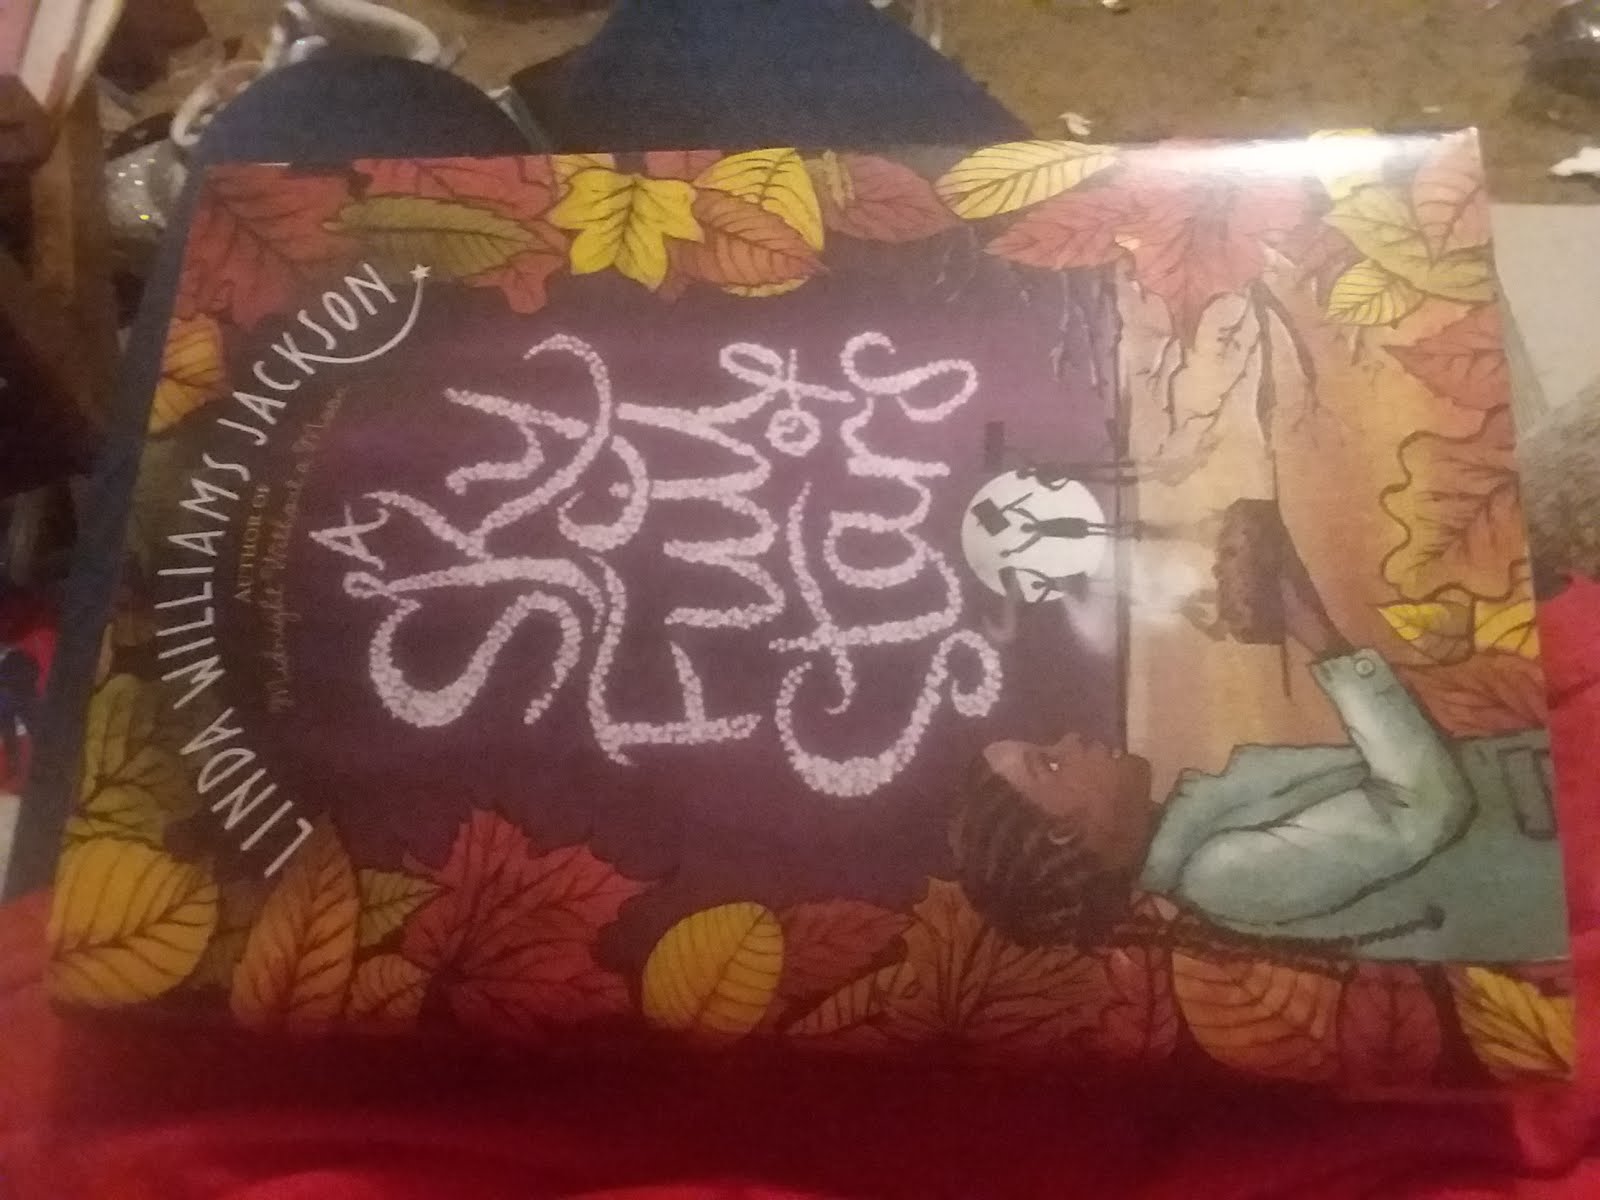 LINDA WILLIAMS JACKSON
AUTHOR OF
Midnight Without a Moon
A
Sky
Full of
Stars